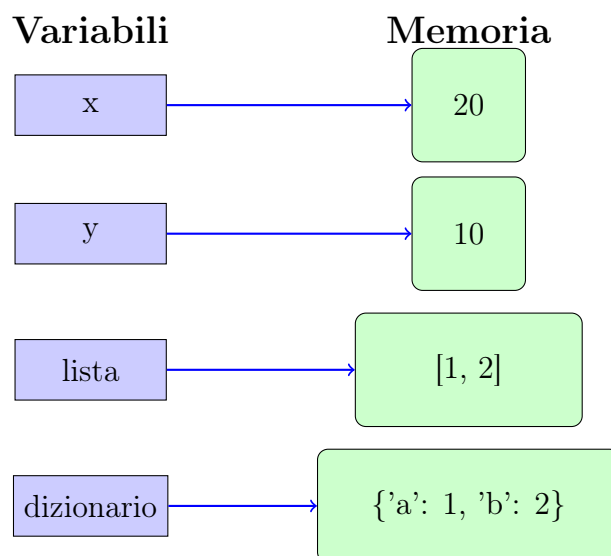 Variabili Memoria
x 20
y 10
lista [1, 2]
dizionario {'a': 1, 'b': 2}